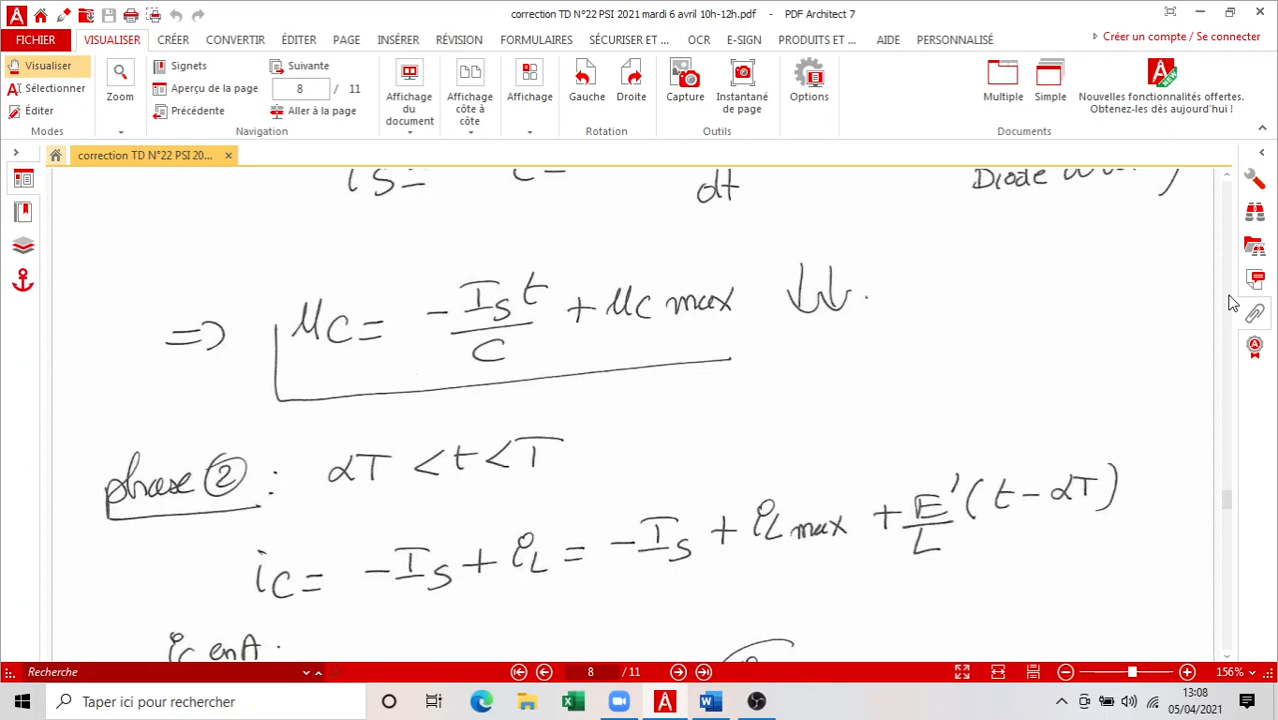 correction TD N°22 PSI 2021 mardi 6 avril 10h-12h.pdf - PDF Architect 7
FICHIER VISUALISER CRÉER CONVERTIR ÉDITER PAGE INSÉRER RÉVISION FORMULAIRES SÉCURISER ET ... OCR E-SIGN PRODUITS ET ... AIDE PERSONNALISÉ Créer un compte / Se connecter
Visualiser
Sélectionner
Éditer
Modes
Zoom
Signets
Aperçu de la page
Précédente
Suivante
8 / 11
Aller à la page
Navigation
Affichage du document
Affichage côte à côte
Affichage
Gauche
Droite
Rotation
Capture
Instantané de page
Outils
Options
Multiple
Simple
Nouvelles fonctionnalités offertes.
Obtenez-les dès aujourd'hui !
Documents
correction TD N°22 PSI 20...
dt
Diode
=> uc = - Is t / C + uc max ↓↓.
phase ② : αT < t < T
ic = - Is + iL = - Is + iL max + E'/L (t - αT)
ic en A :
Recherche
8 / 11
156%
Taper ici pour rechercher
13:08
05/04/2021